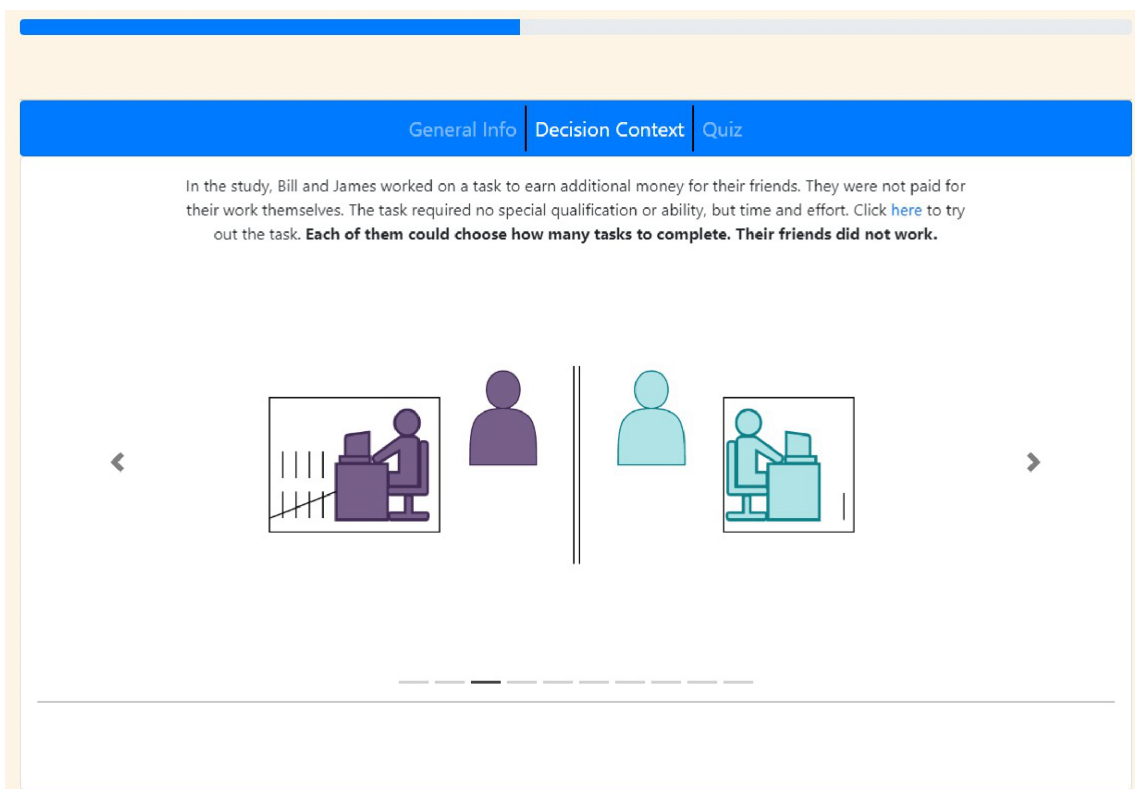 General Info Decision Context Quiz
In the study, Bill and James worked on a task to earn additional money for their friends. They were not paid for
their work themselves. The task required no special qualification or ability, but time and effort. Click here to try
out the task. Each of them could choose how many tasks to complete. Their friends did not work.